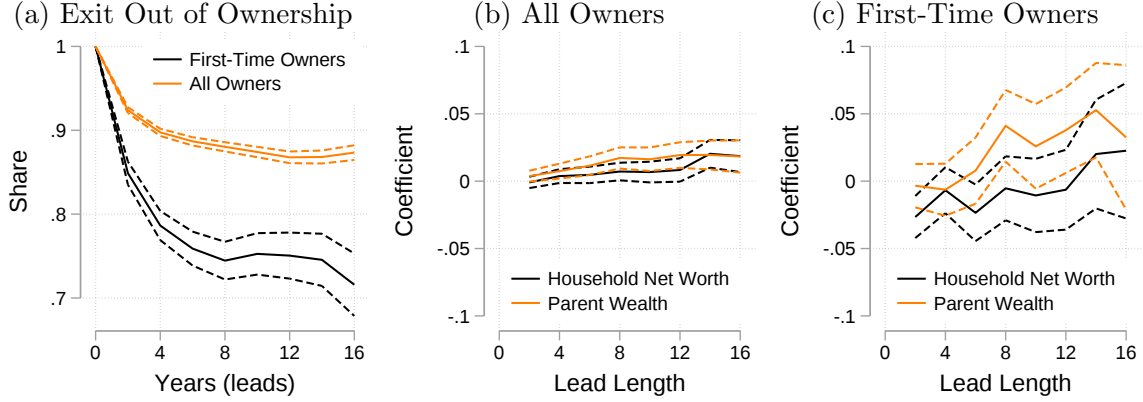 (a) Exit Out of Ownership
1
.9
.8
.7
Share
First-Time Owners
All Owners
0 4 8 12 16
Years (leads)
(b) All Owners
.1
.05
0
-.05
-.1
Coefficient
Household Net Worth
Parent Wealth
0 4 8 12 16
Lead Length
(c) First-Time Owners
.1
.05
0
-.05
-.1
Coefficient
Household Net Worth
Parent Wealth
0 4 8 12 16
Lead Length